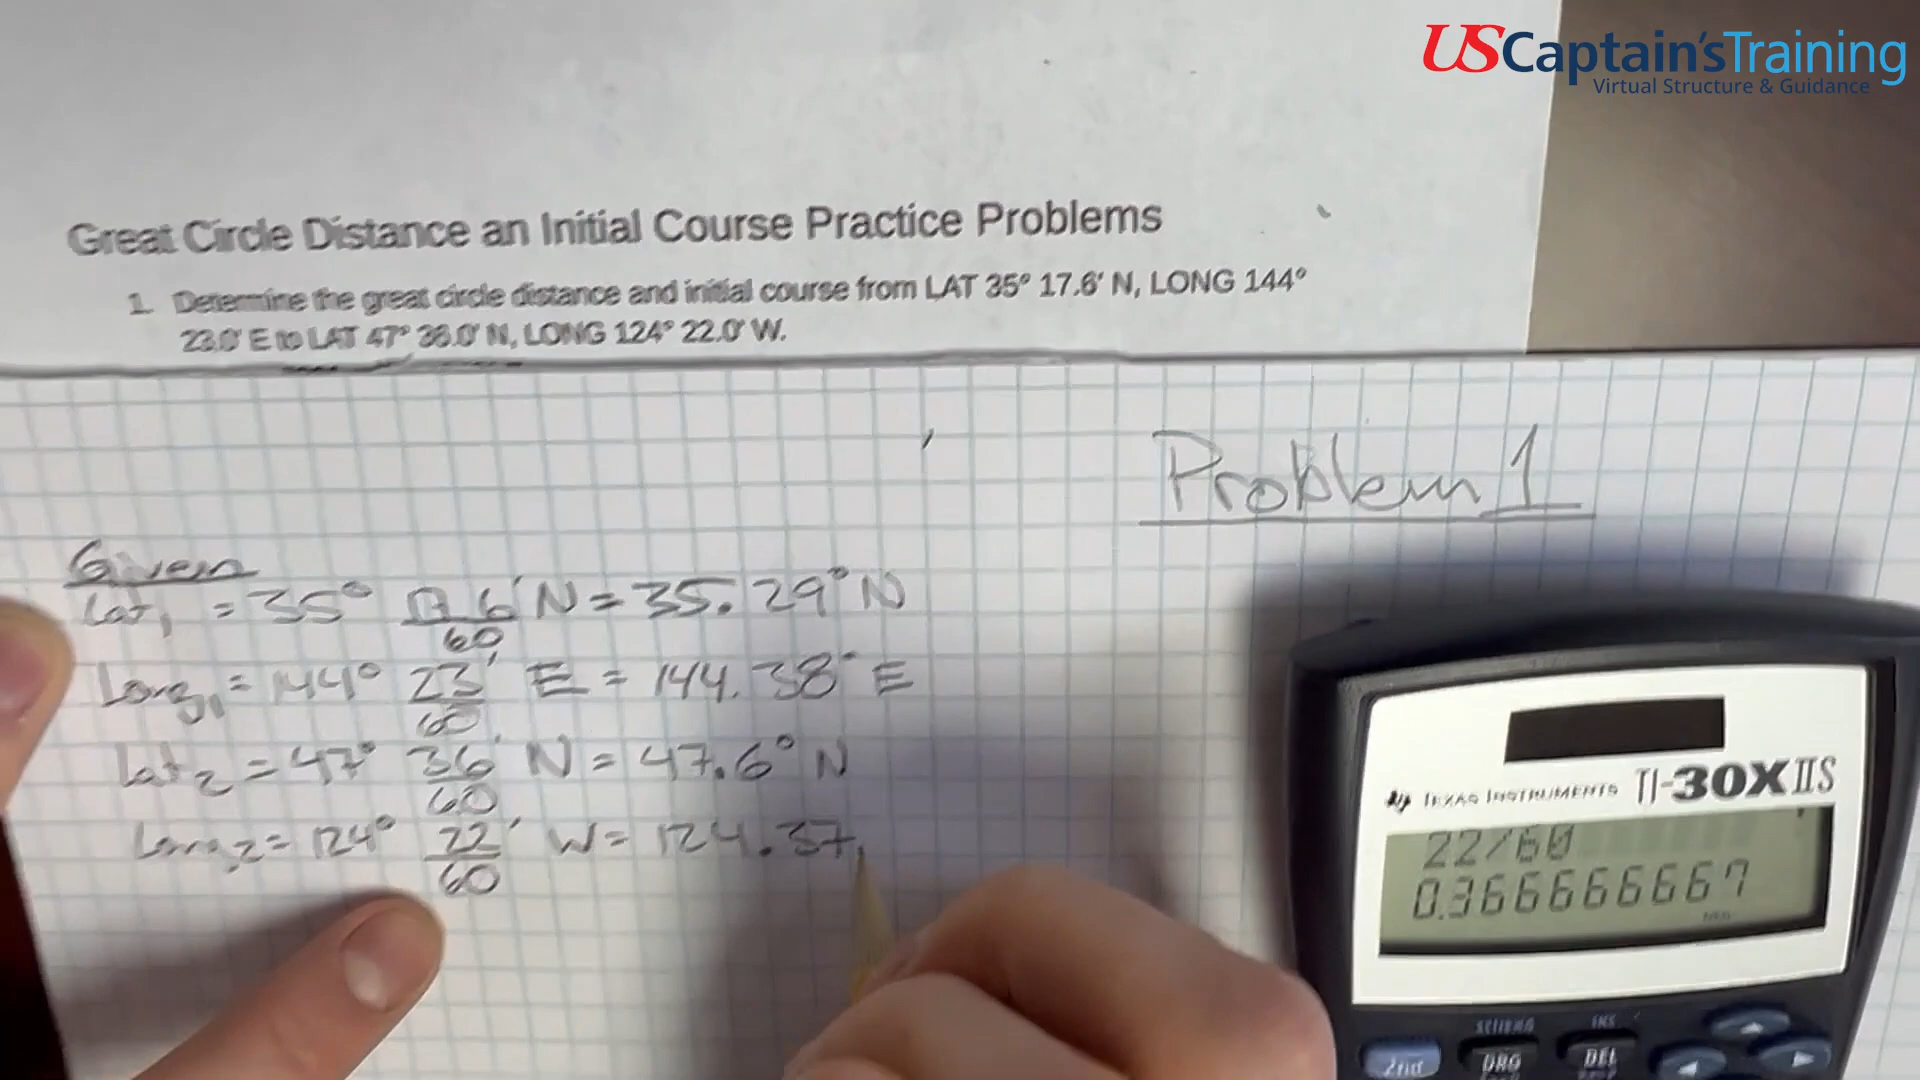 USCaptain'sTraining
Virtual Structure & Guidance
Great Circle Distance an Initial Course Practice Problems
1. Determine the great circle distance and initial course from LAT 35° 17.6' N, LONG 144°
23.0' E to LAT 47° 36.0' N, LONG 124° 22.0' W.
Problem 1
Given
Lat₁ = 35° 17.6'/60 N = 35.29° N
Long₁ = 144° 23'/60 E = 144.38° E
Lat₂ = 47° 36'/60 N = 47.6° N
Long₂ = 124° 22'/60 W = 124.37
TEXAS INSTRUMENTS TI-30X IIS
22/60
0.366666667
DEG
INS
2nd
DRG
DEL